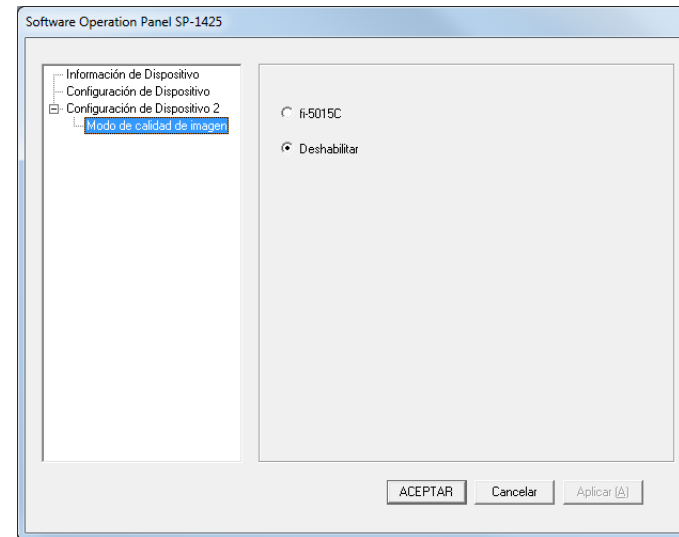 Software Operation Panel SP-1425
Información de Dispositivo
Configuración de Dispositivo
Configuración de Dispositivo 2
Modo de calidad de imagen
fi-5015C
Deshabilitar
ACEPTAR
Cancelar
Aplicar (A)